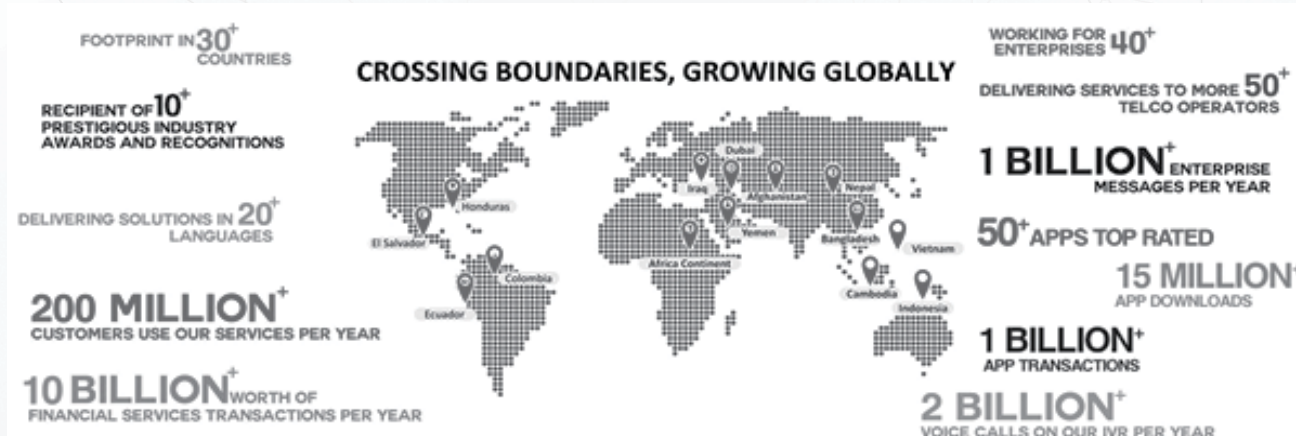 FOOTPRINT IN 30+
COUNTRIES
RECIPIENT OF 10+
PRESTIGIOUS INDUSTRY
AWARDS AND RECOGNITIONS
DELIVERING SOLUTIONS IN 20+
LANGUAGES
200 MILLION+
CUSTOMERS USE OUR SERVICES PER YEAR
10 BILLION+ WORTH OF
FINANCIAL SERVICES TRANSACTIONS PER YEAR
CROSSING BOUNDARIES, GROWING GLOBALLY
Dubai
Iraq
Afghanistan
Nepal
Honduras
El Salvador
Yemen
Bangladesh
Vietnam
Africa Continent
Colombia
Cambodia
Ecuador
Indonesia
WORKING FOR
ENTERPRISES 40+
DELIVERING SERVICES TO MORE 50+
TELCO OPERATORS
1 BILLION+ ENTERPRISE
MESSAGES PER YEAR
50+ APPS TOP RATED
15 MILLION+
APP DOWNLOADS
1 BILLION+
APP TRANSACTIONS
2 BILLION+
VOICE CALLS ON OUR IVR PER YEAR